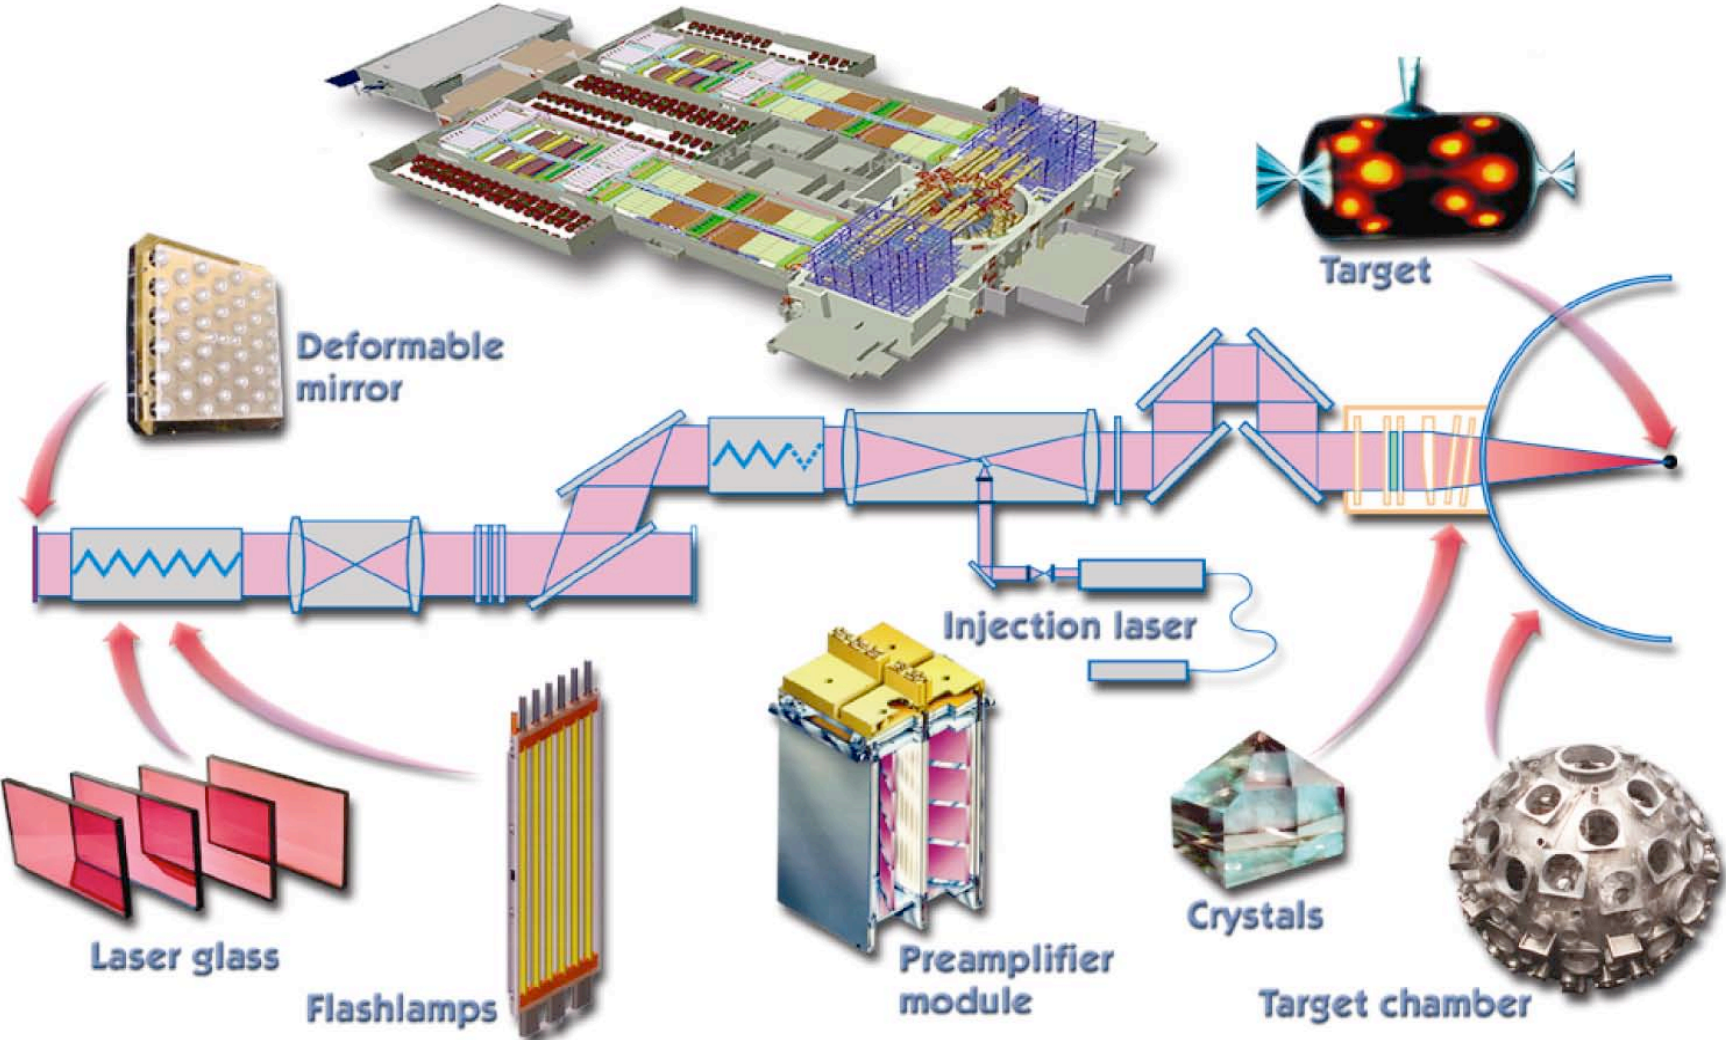 Target
Deformable
mirror
Injection laser
Crystals
Laser glass
Preamplifier
module
Flashlamps
Target chamber